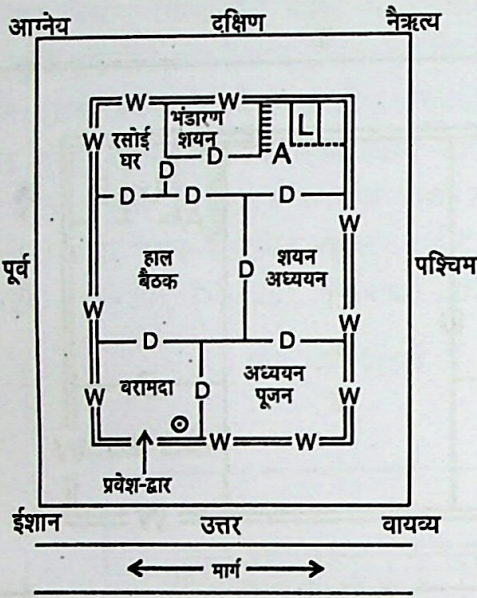 आग्नेय दक्षिण नैऋत्य
W W
W रसोई घर भंडारण शयन L
D A
D
D D D
W
पूर्व हाल बैठक D शयन अध्ययन पश्चिम
W W
D D
W बरामदा D अध्ययन पूजन W
W W
प्रवेश-द्वार
ईशान उत्तर वायव्य
मार्ग